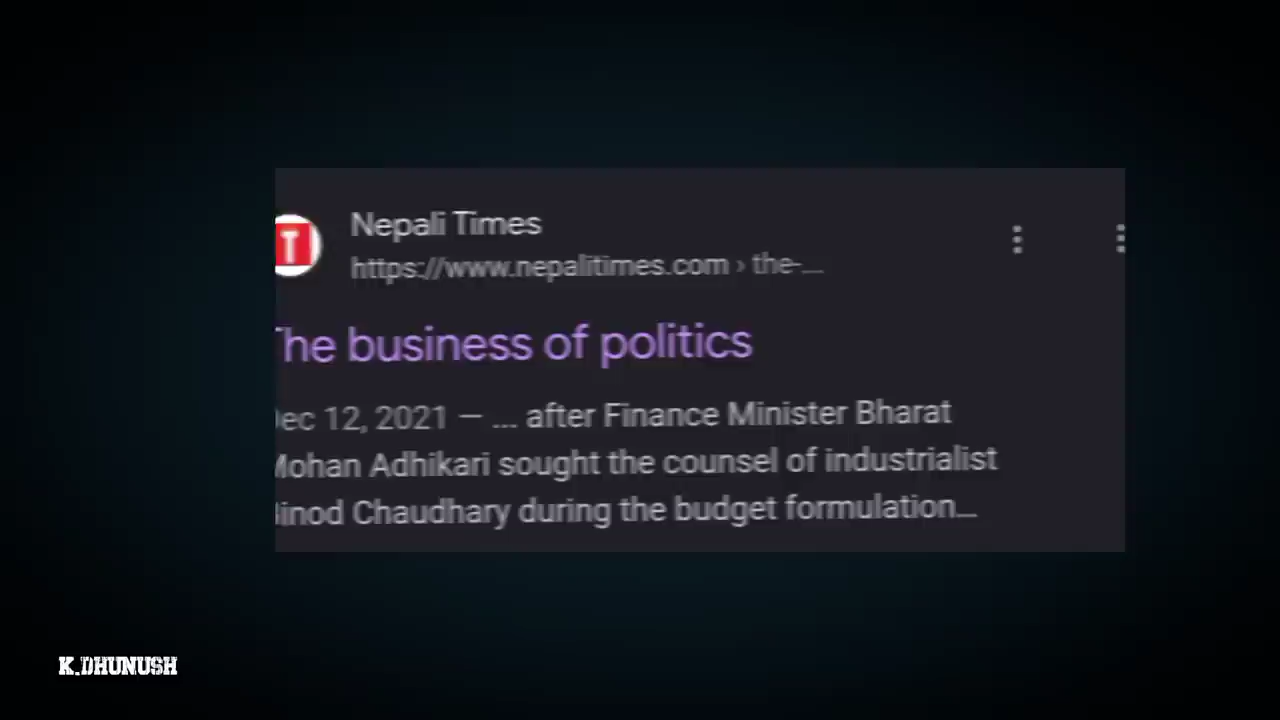 Nepali Times
https://www.nepalitimes.com › the-...
The business of politics
Dec 12, 2021 — ... after Finance Minister Bharat
Mohan Adhikari sought the counsel of industrialist
Binod Chaudhary during the budget formulation...
K.DHUNUSH